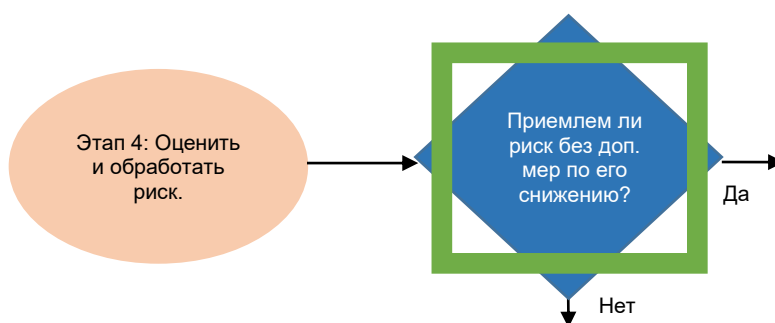 Этап 4: Оценить
и обработать
риск.
Приемлем ли
риск без доп.
мер по его
снижению?
Да
Нет